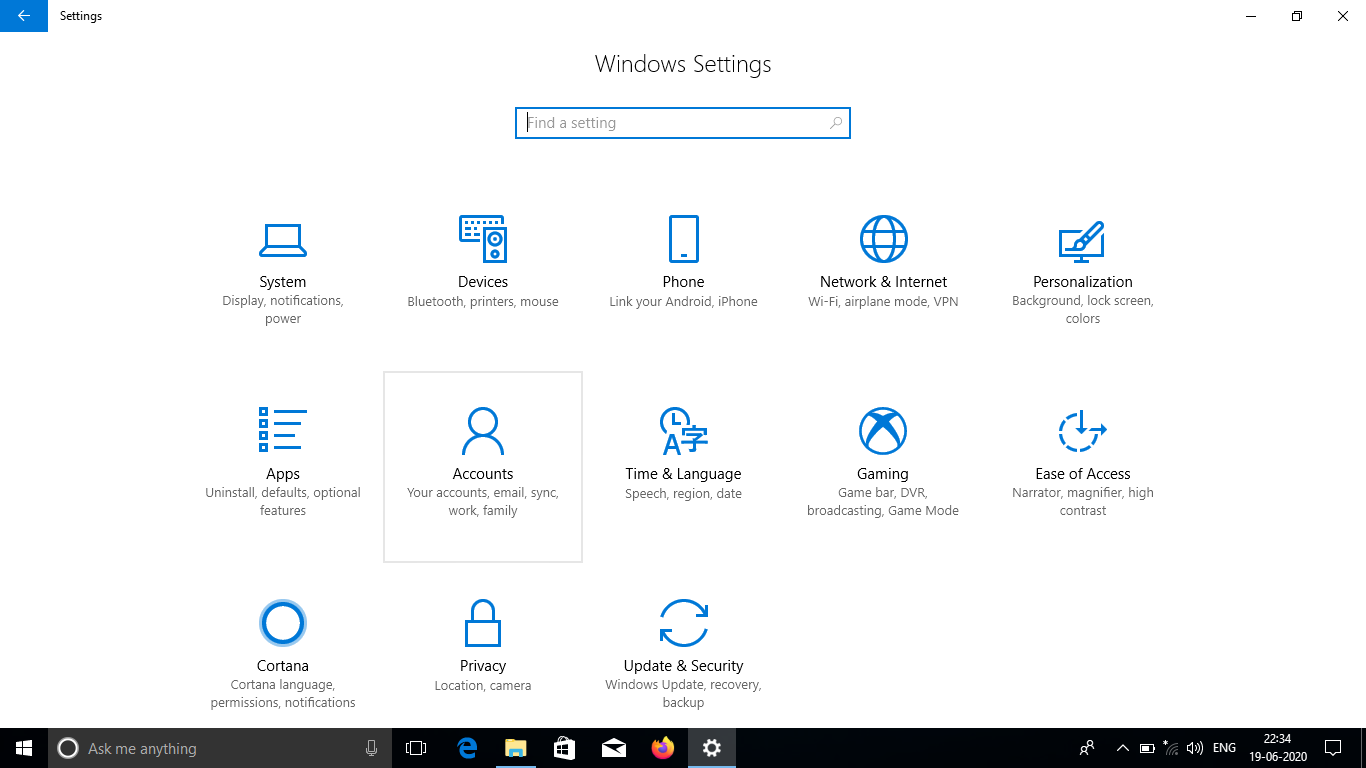 Settings
Windows Settings
Find a setting
System
Display, notifications,
power
Devices
Bluetooth, printers, mouse
Phone
Link your Android, iPhone
Network & Internet
Wi-Fi, airplane mode, VPN
Personalization
Background, lock screen,
colors
Apps
Uninstall, defaults, optional
features
Accounts
Your accounts, email, sync,
work, family
Time & Language
Speech, region, date
Gaming
Game bar, DVR,
broadcasting, Game Mode
Ease of Access
Narrator, magnifier, high
contrast
Cortana
Cortana language,
permissions, notifications
Privacy
Location, camera
Update & Security
Windows Update, recovery,
backup
Ask me anything
ENG
22:34
19-06-2020